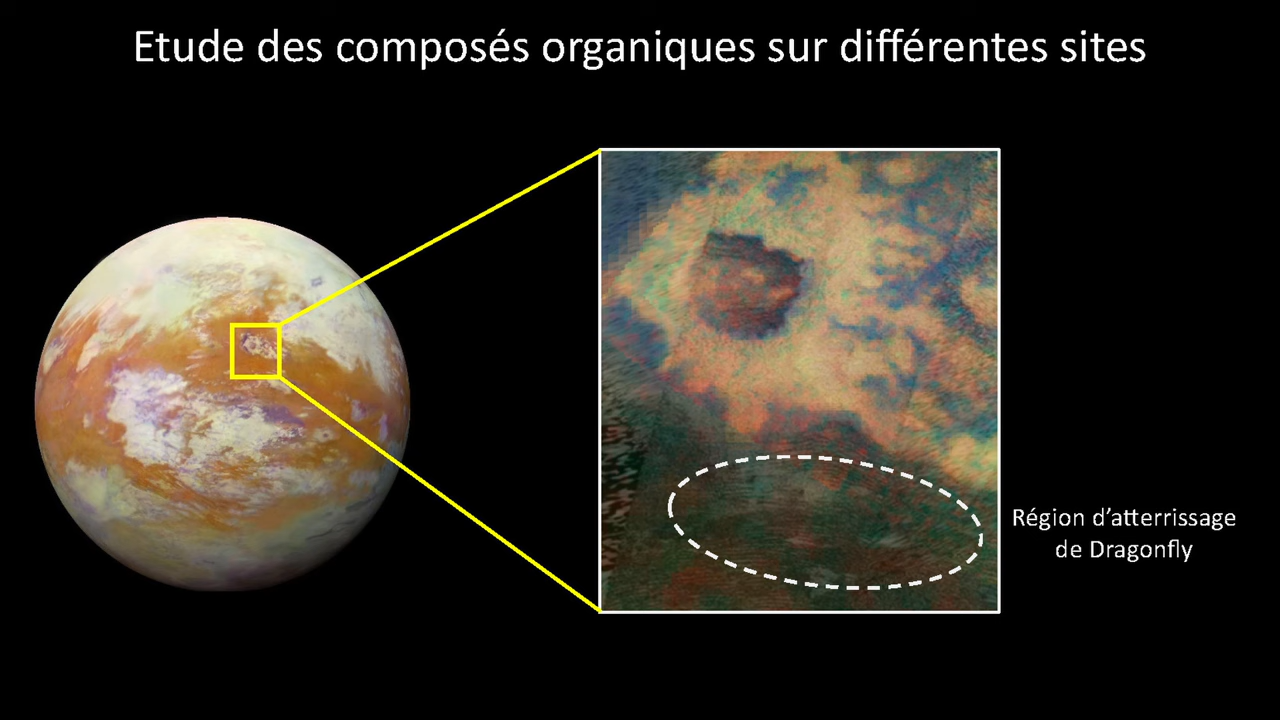 Etude des composés organiques sur différentes sites
Région d’atterrissage
de Dragonfly